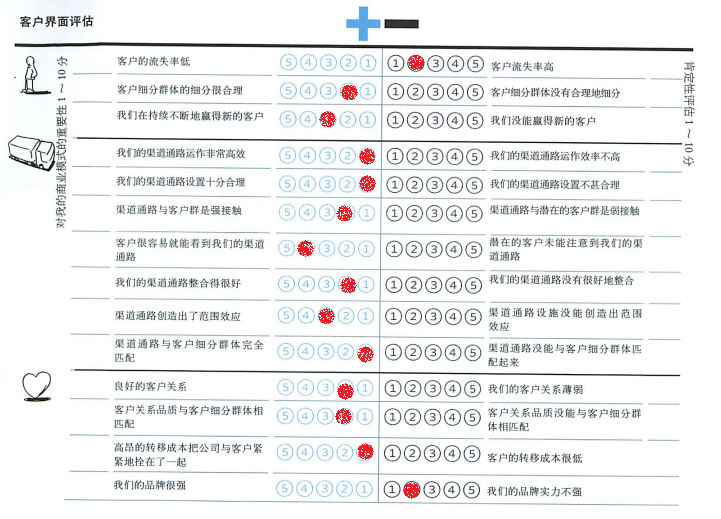 客户界面评估
对我的商业模式的重要性1～10分
肯定性评估1～10分
客户的流失率低 5 4 3 2 1 1 3 4 5 客户流失率高
客户细分群体的细分很合理 5 4 3 1 1 2 3 4 5 客户细分群体没有合理地细分
我们在持续不断地赢得新的客户 5 4 2 1 1 2 3 4 5 我们没能赢得新的客户
我们的渠道通路运作非常高效 5 4 3 2 1 2 3 4 5 我们的渠道通路运作效率不高
我们的渠道通路设置十分合理 5 4 3 2 1 2 3 4 5 我们的渠道通路设置不甚合理
渠道通路与客户群是强接触 5 4 3 1 1 2 3 4 5 渠道通路与潜在的客户群是弱接触
客户很容易就能看到我们的渠道
通路 5 3 2 1 1 2 3 4 5 潜在的客户未能注意到我们的渠
道通路
我们的渠道通路整合得很好 5 4 3 1 1 2 3 4 5 我们的渠道通路没有很好地整合
渠道通路创造出了范围效应 5 4 2 1 1 2 3 4 5 渠道通路设施没能创造出范围
效应
渠道通路与客户细分群体完全
匹配 5 4 3 2 1 2 3 4 5 渠道通路没能与客户细分群体匹
配起来
良好的客户关系 5 4 3 1 1 2 3 4 5 我们的客户关系薄弱
客户关系品质与客户细分群体相
匹配 5 4 3 1 1 2 3 4 5 客户关系品质没能与客户细分群
体相匹配
高昂的转移成本把公司与客户紧
紧地拴在了一起 5 4 3 2 1 2 3 4 5 客户的转移成本很低
我们的品牌很强 5 4 3 2 1 1 3 4 5 我们的品牌实力不强